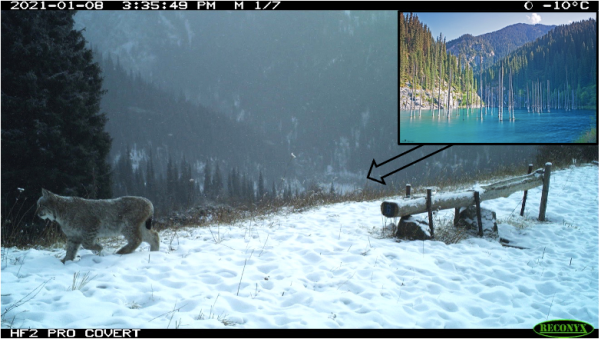 2021-01-08 3:35:49 PM M 1/7 -10°C
HF2 PRO COVERT
RECONYX